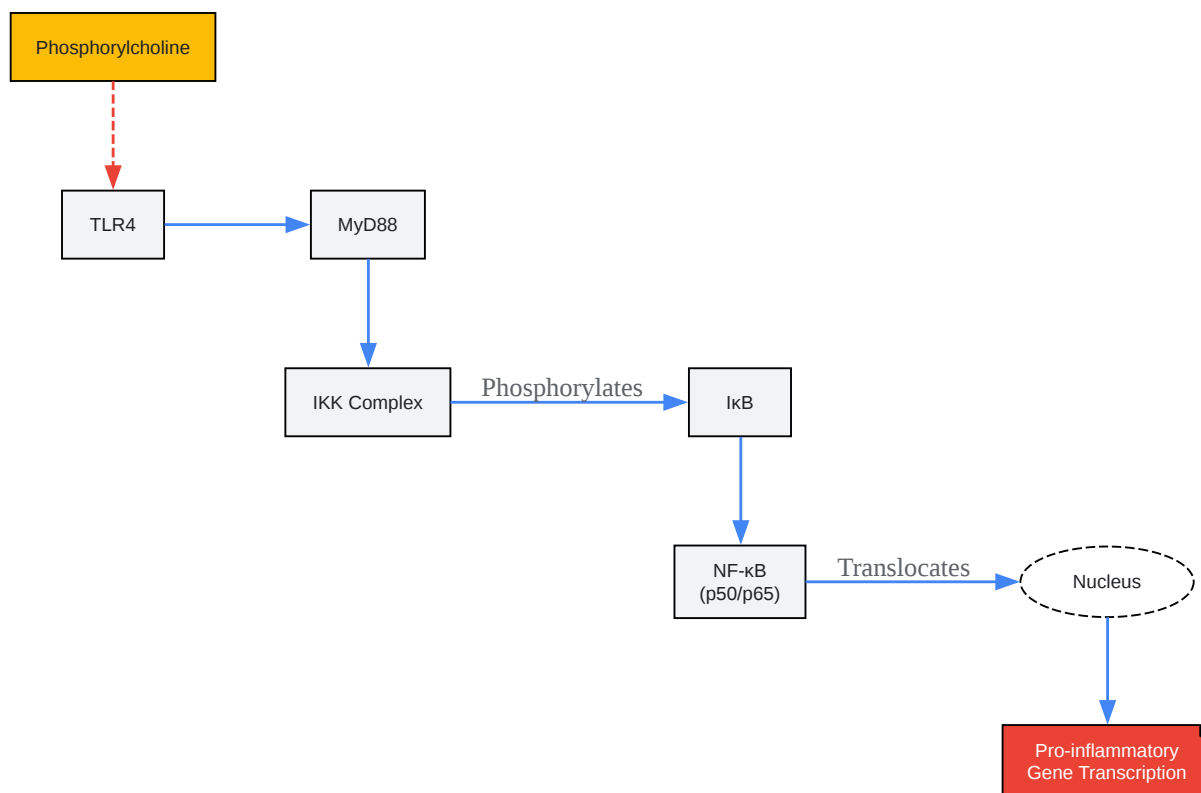 Phosphorylcholine
TLR4
MyD88
IKK Complex
Phosphorylates
IκB
NF-κB
(p50/p65)
Translocates
Nucleus
Pro-inflammatory
Gene Transcription